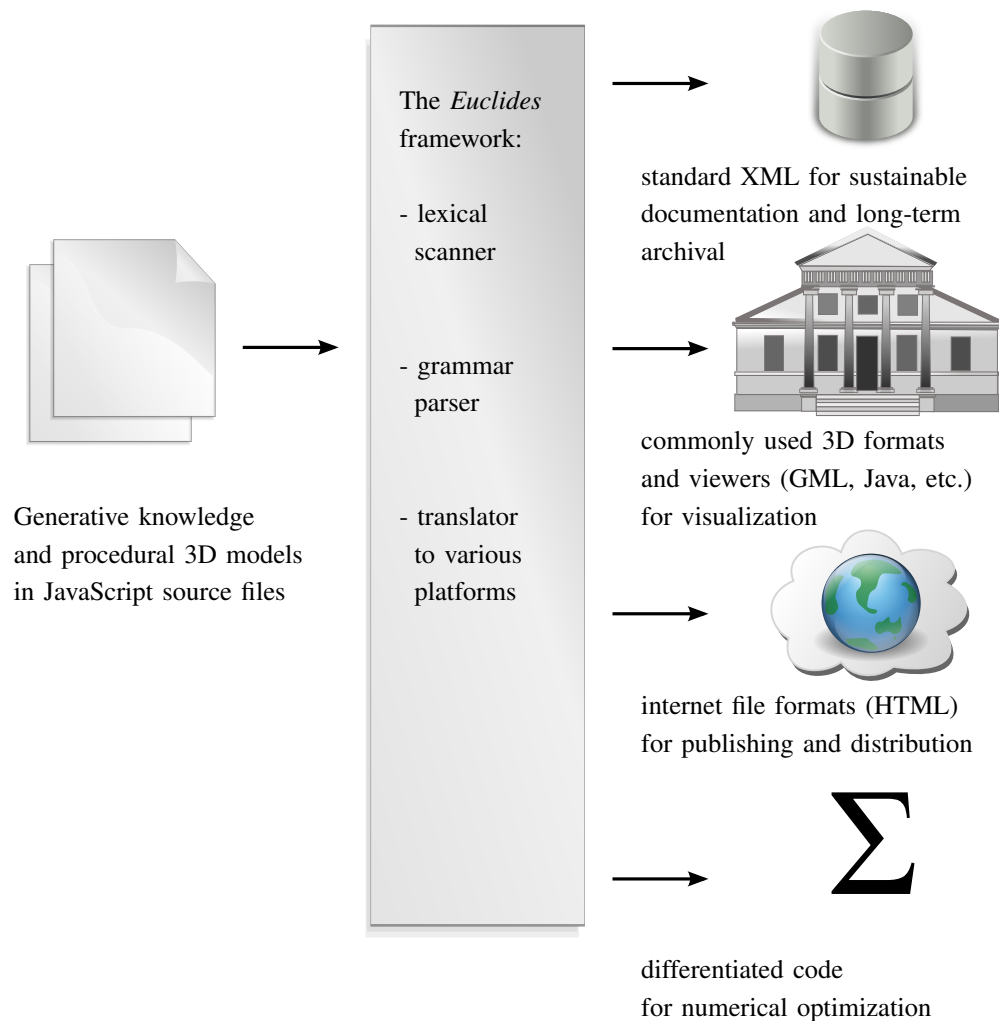 Generative knowledge
and procedural 3D models
in JavaScript source files
The Euclides
framework:
- lexical
scanner
- grammar
parser
- translator
to various
platforms
standard XML for sustainable
documentation and long-term
archival
commonly used 3D formats
and viewers (GML, Java, etc.)
for visualization
internet file formats (HTML)
for publishing and distribution
Σ
differentiated code
for numerical optimization